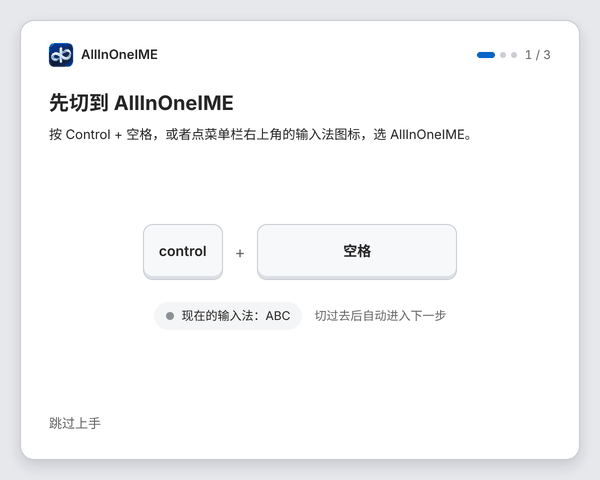 AllInOneIME
1 / 3
先切到 AllInOneIME
按 Control + 空格，或者点菜单栏右上角的输入法图标，选 AllInOneIME。
control + 空格
现在的输入法：ABC 切过去后自动进入下一步
跳过上手